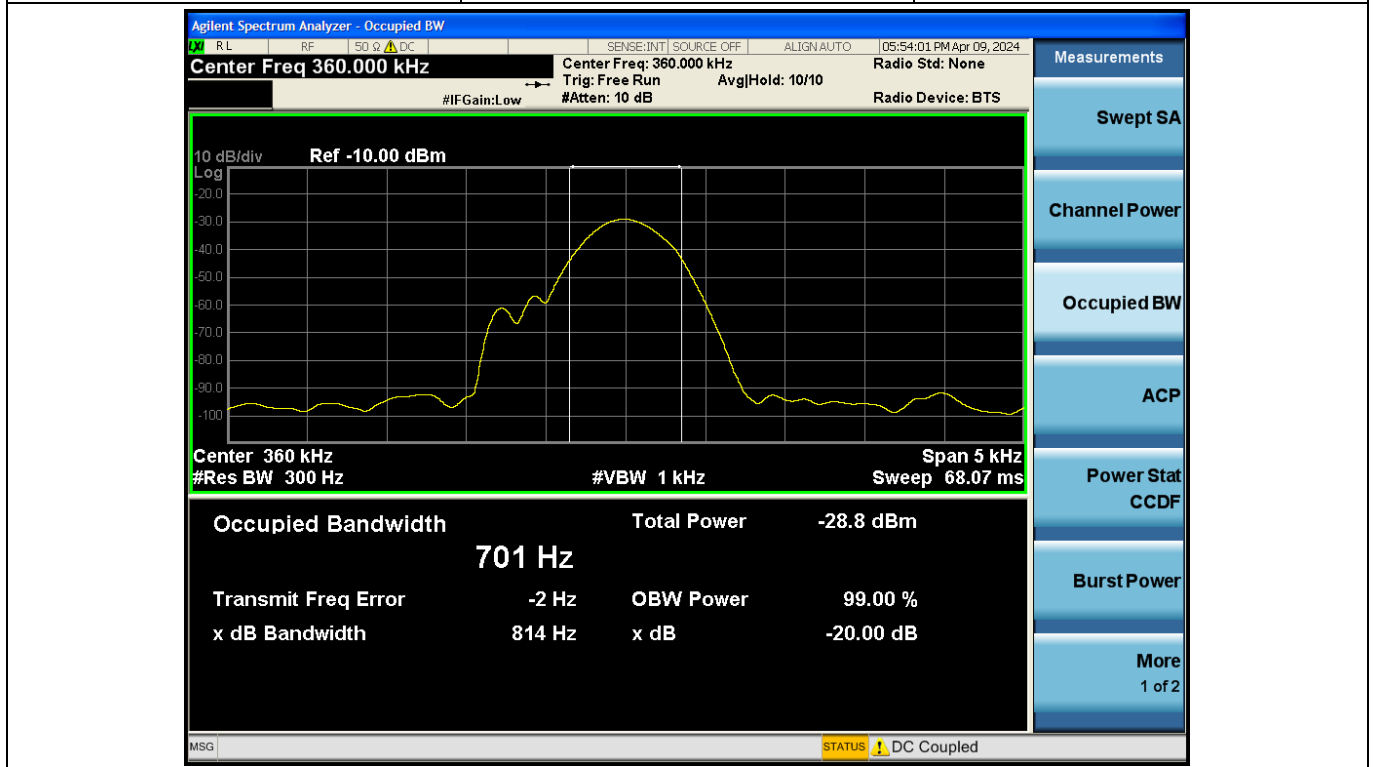 Agilent Spectrum Analyzer - Occupied BW
LXI RL RF 50 Ω DC SENSE:INT SOURCE OFF ALIGN AUTO 05:54:01 PM Apr 09, 2024
Center Freq 360.000 kHz
Center Freq: 360.000 kHz Radio Std: None
Trig: Free Run Avg|Hold: 10/10
#IFGain:Low #Atten: 10 dB Radio Device: BTS
10 dB/div Ref -10.00 dBm
Log
-20.0
-30.0
-40.0
-50.0
-60.0
-70.0
-80.0
-90.0
-100
Center 360 kHz Span 5 kHz
#Res BW 300 Hz #VBW 1 kHz Sweep 68.07 ms
Occupied Bandwidth Total Power -28.8 dBm
701 Hz
Transmit Freq Error -2 Hz OBW Power 99.00 %
x dB Bandwidth 814 Hz x dB -20.00 dB
Measurements
Swept SA
Channel Power
Occupied BW
ACP
Power Stat
CCDF
Burst Power
More
1 of 2
MSG STATUS DC Coupled